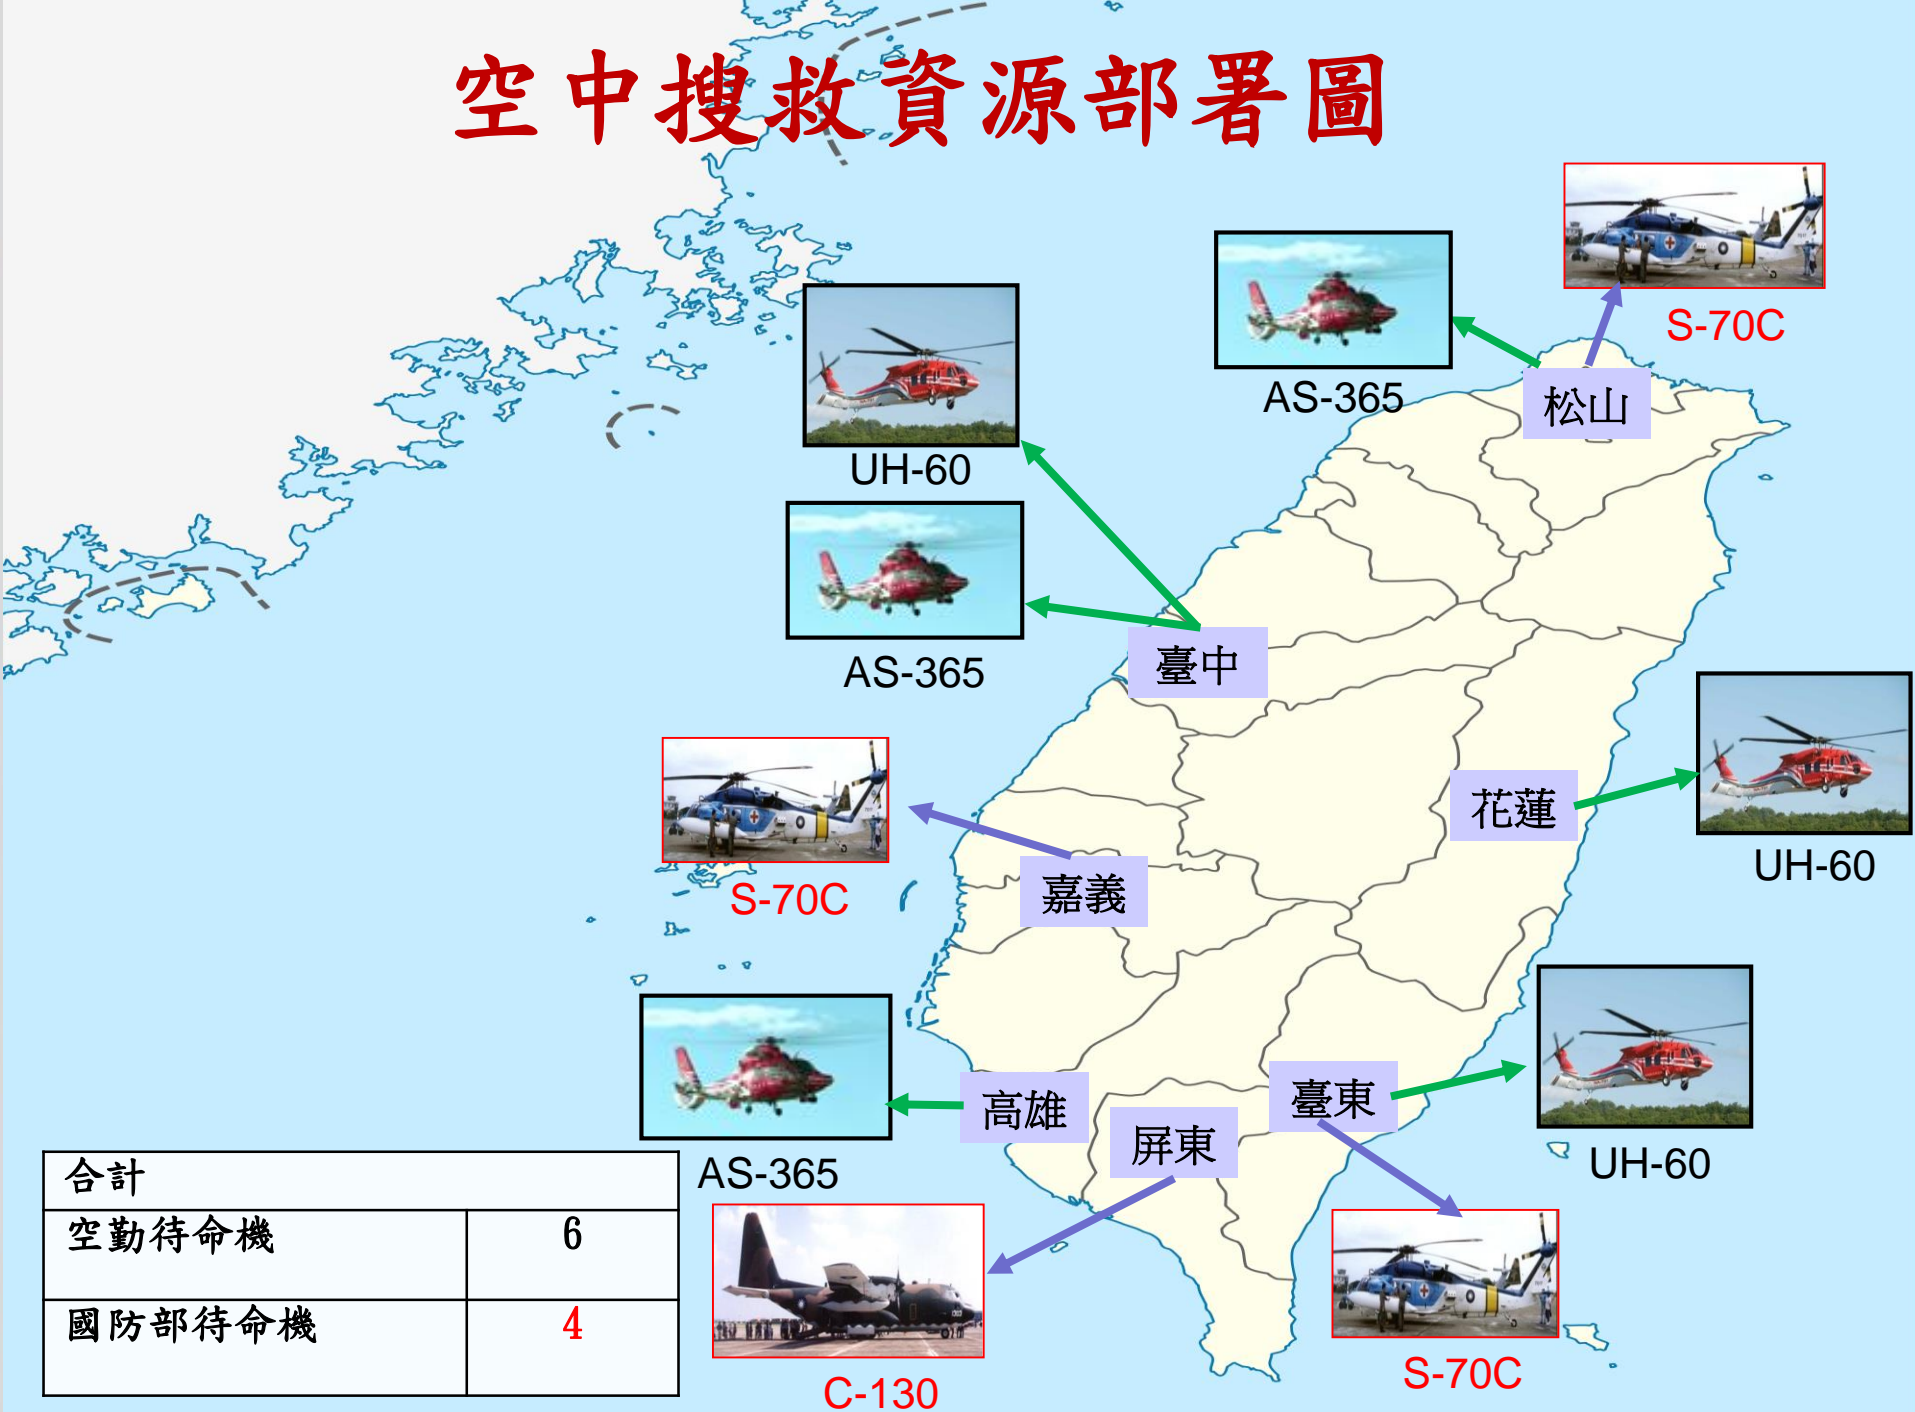 空中搜救資源部署圖
S-70C
AS-365
松山
UH-60
AS-365
臺中
花蓮
UH-60
S-70C
嘉義
高雄
AS-365
屏東
臺東
UH-60
C-130
S-70C
合計
空勤待命機 6
國防部待命機 4